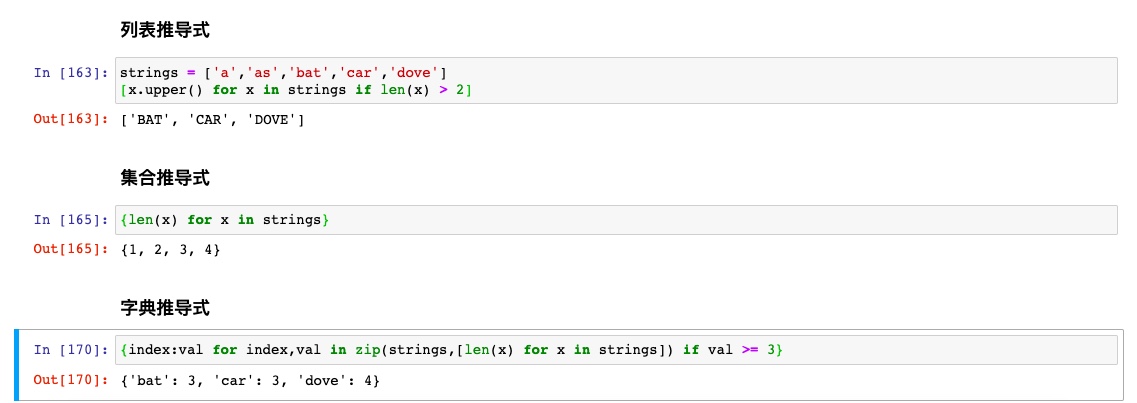 列表推导式
In [163]: strings = ['a','as','bat','car','dove']
[x.upper() for x in strings if len(x) > 2]
Out[163]: ['BAT', 'CAR', 'DOVE']
集合推导式
In [165]: {len(x) for x in strings}
Out[165]: {1, 2, 3, 4}
字典推导式
In [170]: {index:val for index,val in zip(strings,[len(x) for x in strings]) if val >= 3}
Out[170]: {'bat': 3, 'car': 3, 'dove': 4}